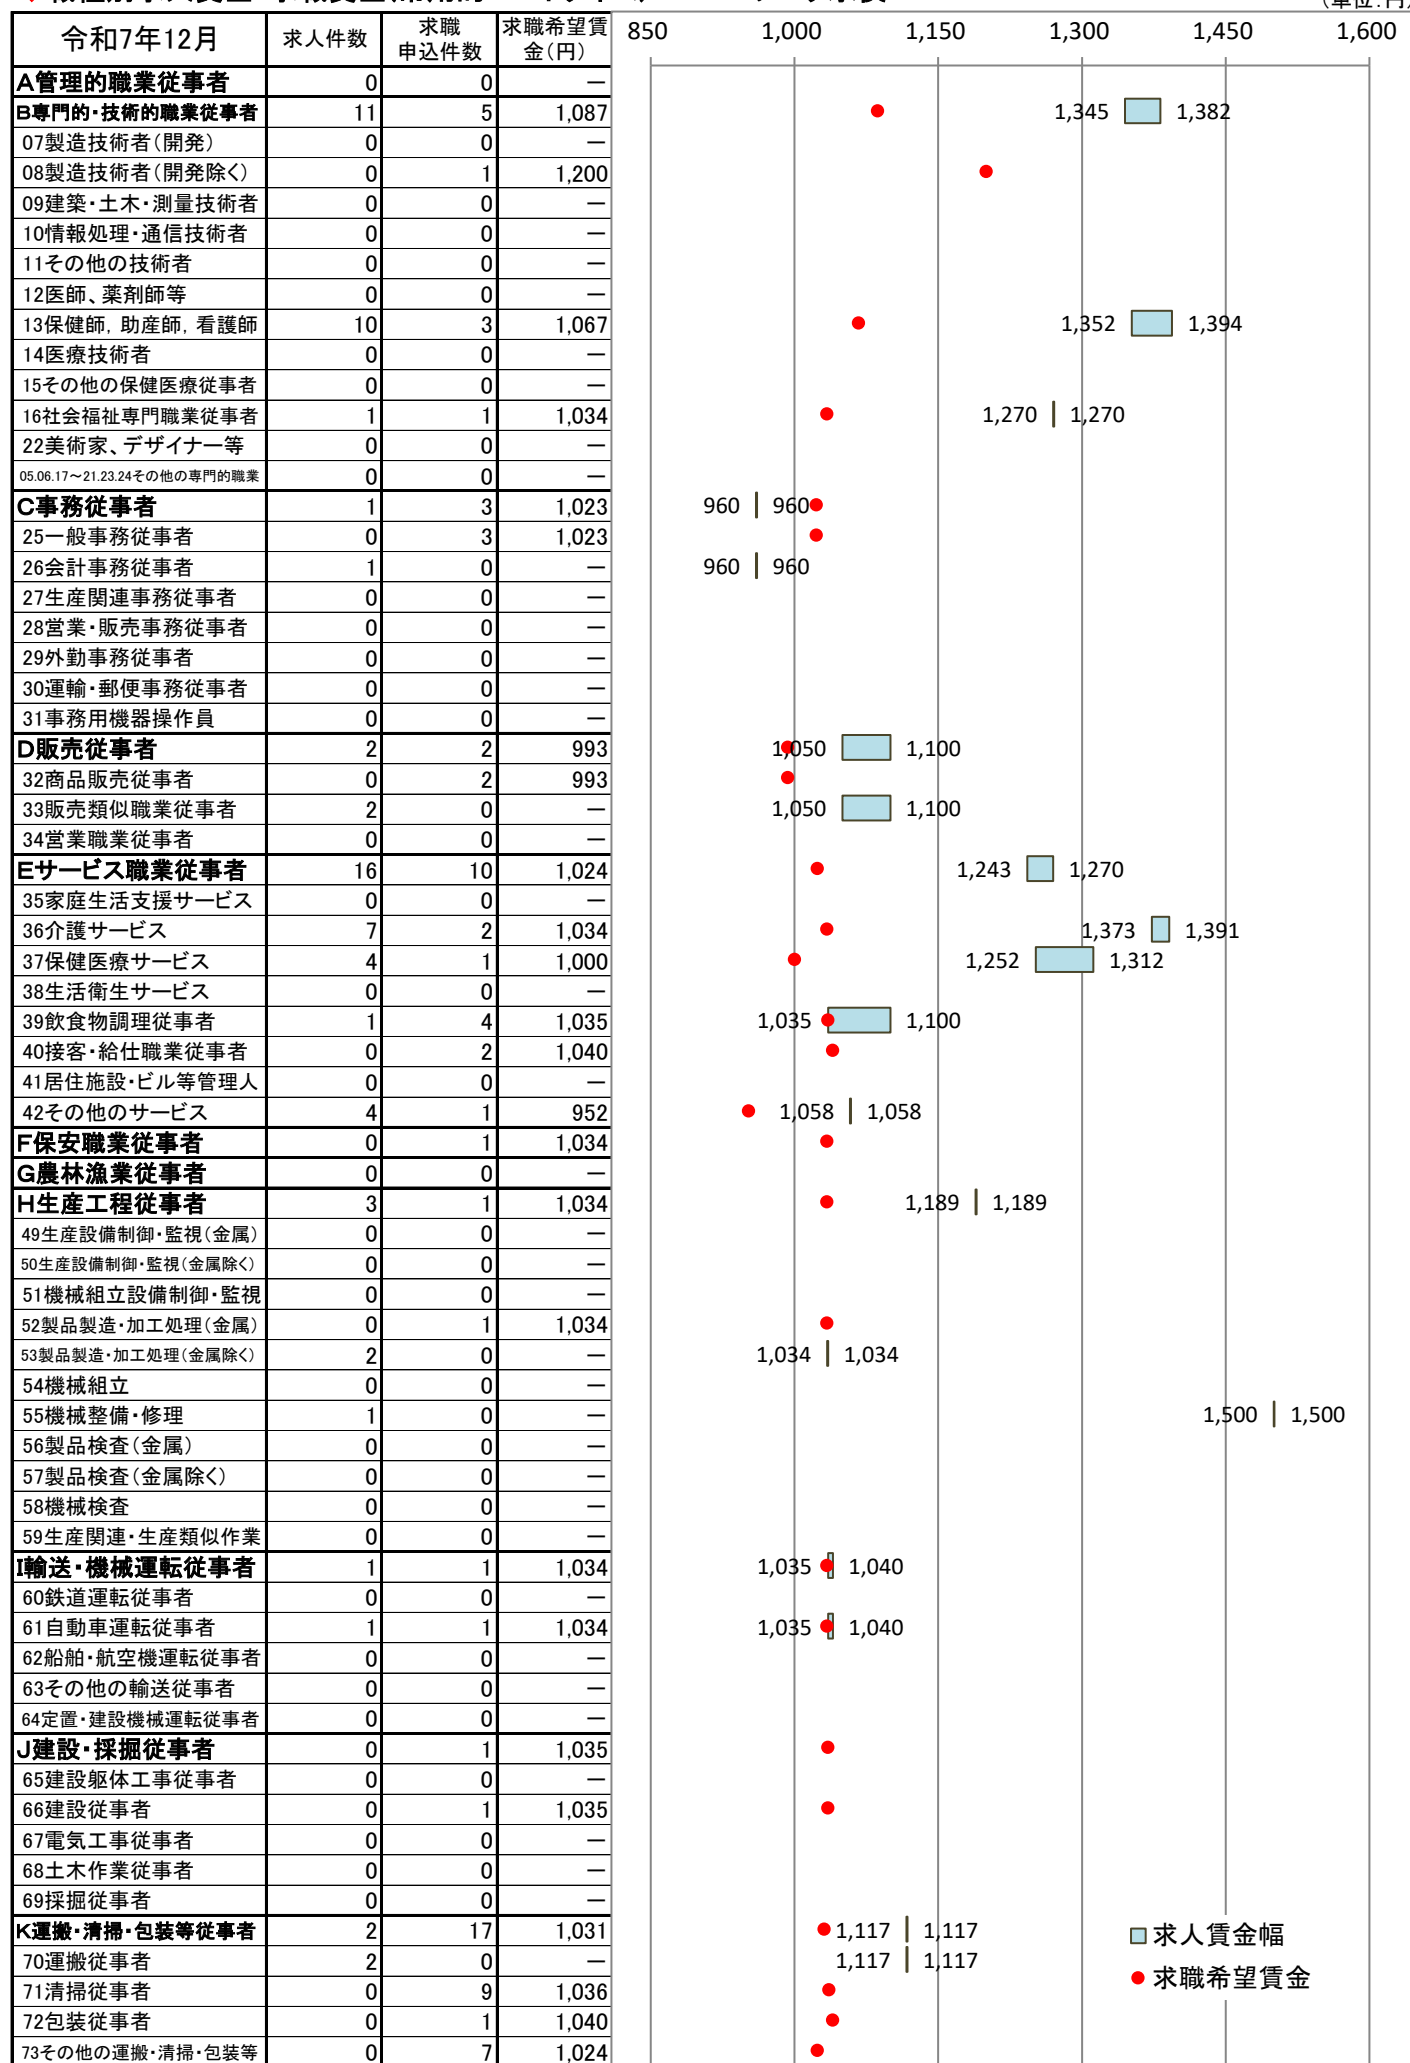 (単位:円)
令和7年12月 求人件数 求職申込件数 求職希望賃金(円) 850 1,000 1,150 1,300 1,450 1,600
A管理的職業従事者 0 0 ―
B専門的・技術的職業従事者 11 5 1,087 1,345 1,382
07製造技術者(開発) 0 0 ―
08製造技術者(開発除く) 0 1 1,200
09建築・土木・測量技術者 0 0 ―
10情報処理・通信技術者 0 0 ―
11その他の技術者 0 0 ―
12医師、薬剤師等 0 0 ―
13保健師, 助産師, 看護師 10 3 1,067 1,352 1,394
14医療技術者 0 0 ―
15その他の保健医療従事者 0 0 ―
16社会福祉専門職業従事者 1 1 1,034 1,270 1,270
22美術家、デザイナー等 0 0 ―
05.06.17～21.23.24その他の専門的職業 0 0 ―
C事務従事者 1 3 1,023 960 960
25一般事務従事者 0 3 1,023
26会計事務従事者 1 0 ― 960 960
27生産関連事務従事者 0 0 ―
28営業・販売事務従事者 0 0 ―
29外勤事務従事者 0 0 ―
30運輸・郵便事務従事者 0 0 ―
31事務用機器操作員 0 0 ―
D販売従事者 2 2 993 1,050 1,100
32商品販売従事者 0 2 993
33販売類似職業従事者 2 0 ― 1,050 1,100
34営業職業従事者 0 0 ―
Eサービス職業従事者 16 10 1,024 1,243 1,270
35家庭生活支援サービス 0 0 ―
36介護サービス 7 2 1,034 1,373 1,391
37保健医療サービス 4 1 1,000 1,252 1,312
38生活衛生サービス 0 0 ―
39飲食物調理従事者 1 4 1,035 1,035 1,100
40接客・給仕職業従事者 0 2 1,040
41居住施設・ビル等管理人 0 0 ―
42その他のサービス 4 1 952 1,058 1,058
F保安職業従事者 0 1 1,034
G農林漁業従事者 0 0 ―
H生産工程従事者 3 1 1,034 1,189 1,189
49生産設備制御・監視(金属) 0 0 ―
50生産設備制御・監視(金属除く) 0 0 ―
51機械組立設備制御・監視 0 0 ―
52製品製造・加工処理(金属) 0 1 1,034
53製品製造・加工処理(金属除く) 2 0 ― 1,034 1,034
54機械組立 0 0 ―
55機械整備・修理 1 0 ― 1,500 1,500
56製品検査(金属) 0 0 ―
57製品検査(金属除く) 0 0 ―
58機械検査 0 0 ―
59生産関連・生産類似作業 0 0 ―
I輸送・機械運転従事者 1 1 1,034 1,035 1,040
60鉄道運転従事者 0 0 ―
61自動車運転従事者 1 1 1,034 1,035 1,040
62船舶・航空機運転従事者 0 0 ―
63その他の輸送従事者 0 0 ―
64定置・建設機械運転従事者 0 0 ―
J建設・採掘従事者 0 1 1,035
65建設躯体工事従事者 0 0 ―
66建設従事者 0 1 1,035
67電気工事従事者 0 0 ―
68土木作業従事者 0 0 ―
69採掘従事者 0 0 ―
K運搬・清掃・包装等従事者 2 17 1,031 1,117 1,117 求人賃金幅
70運搬従事者 2 0 ― 1,117 1,117
71清掃従事者 0 9 1,036 求職希望賃金
72包装従事者 0 1 1,040
73その他の運搬・清掃・包装等 0 7 1,024